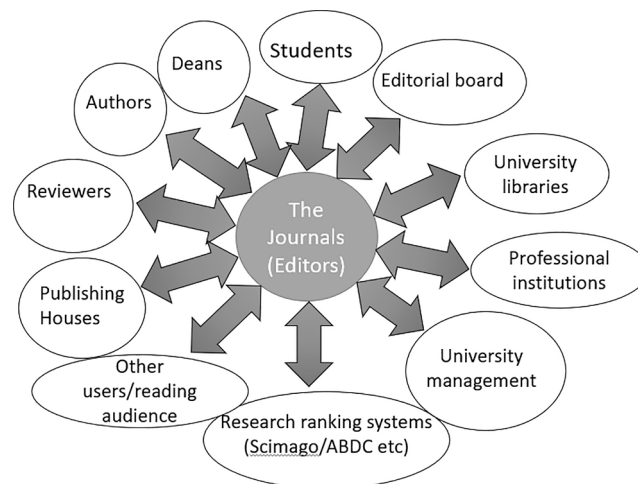 Students
Deans
Editorial board
Authors
University
libraries
Reviewers
The
Journals
(Editors)
Professional
institutions
Publishing
Houses
University
management
Other
users/reading
audience
Research ranking systems
(Scimago/ABDC etc)